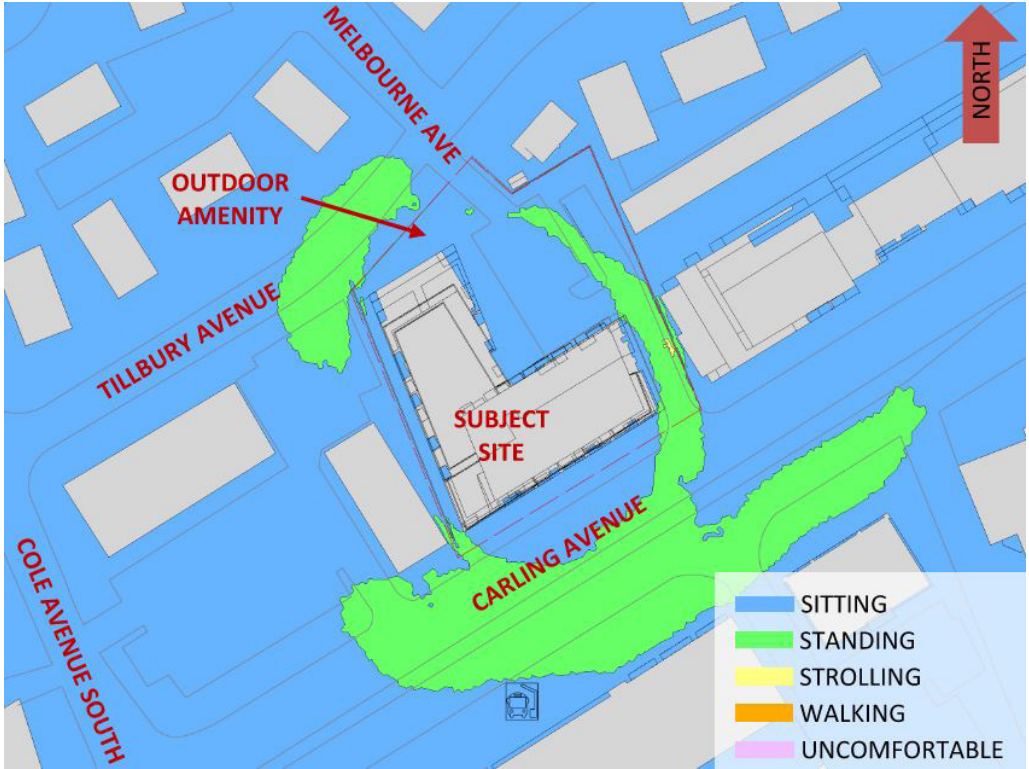 MELBOURNE AVE
NORTH
OUTDOOR
AMENITY
TILLBURY AVENUE
SUBJECT
SITE
CARLING AVENUE
COLE AVENUE SOUTH
SITTING
STANDING
STROLLING
WALKING
UNCOMFORTABLE